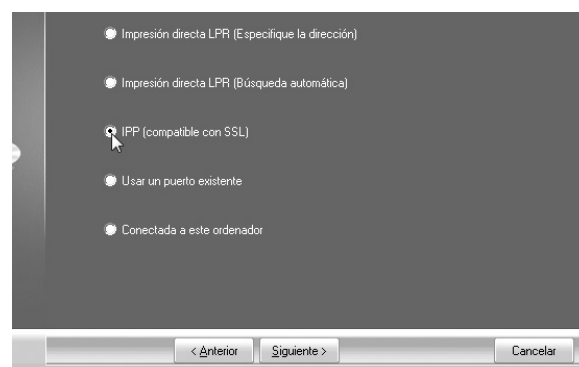 Impresión directa LPR (Especifique la dirección)
Impresión directa LPR (Búsqueda automática)
IPP (compatible con SSL)
Usar un puerto existente
Conectada a este ordenador
< Anterior Siguiente > Cancelar